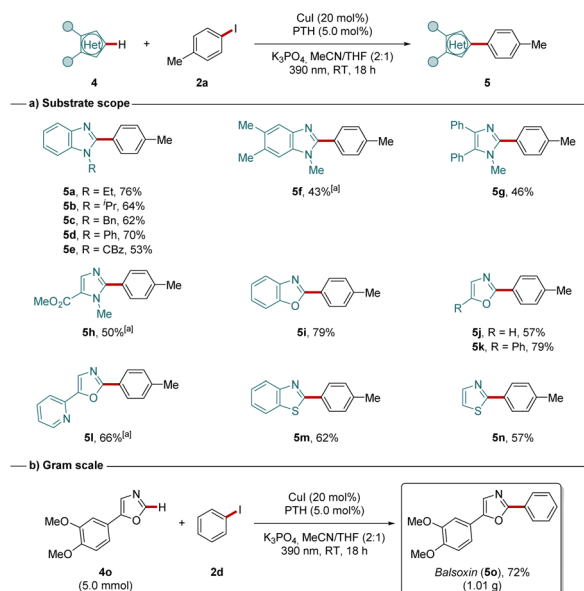 CuI (20 mol%)
PTH (5.0 mol%)
Het H + I Me Het Me
K3PO4, MeCN/THF (2:1)
390 nm, RT, 18 h
4 2a 5
a) Substrate scope
N N R Me
5a, R = Et, 76%
5b, R = iPr, 64%
5c, R = Bn, 62%
5d, R = Ph, 70%
5e, R = CBz, 53%
Me Me N N Me Me
5f, 43%[a]
Ph Ph N N Me Me
5g, 46%
MeO2C N N Me Me
5h, 50%[a]
N O Me
5i, 79%
R N O Me
5j, R = H, 57%
5k, R = Ph, 79%
N N O Me
5l, 66%[a]
N S Me
5m, 62%
N S Me
5n, 57%
b) Gram scale
CuI (20 mol%)
PTH (5.0 mol%)
MeO MeO N O H + I MeO MeO N O
K3PO4, MeCN/THF (2:1)
390 nm, RT, 18 h
4o 2d Balsoxin (5o), 72%
(5.0 mmol) (1.01 g)